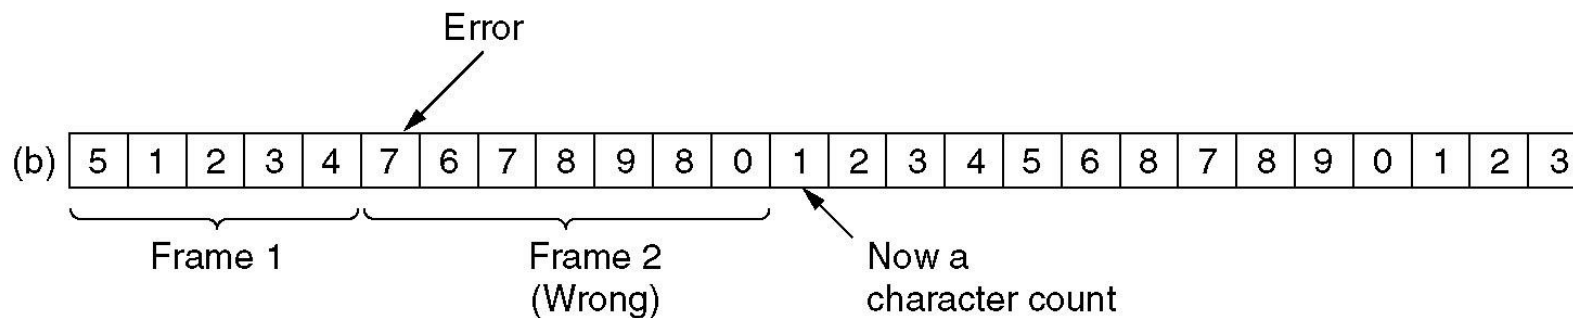 Error
(b) 5 1 2 3 4 7 6 7 8 9 8 0 1 2 3 4 5 6 8 7 8 9 0 1 2 3
Frame 1 Frame 2 Now a
(Wrong) character count